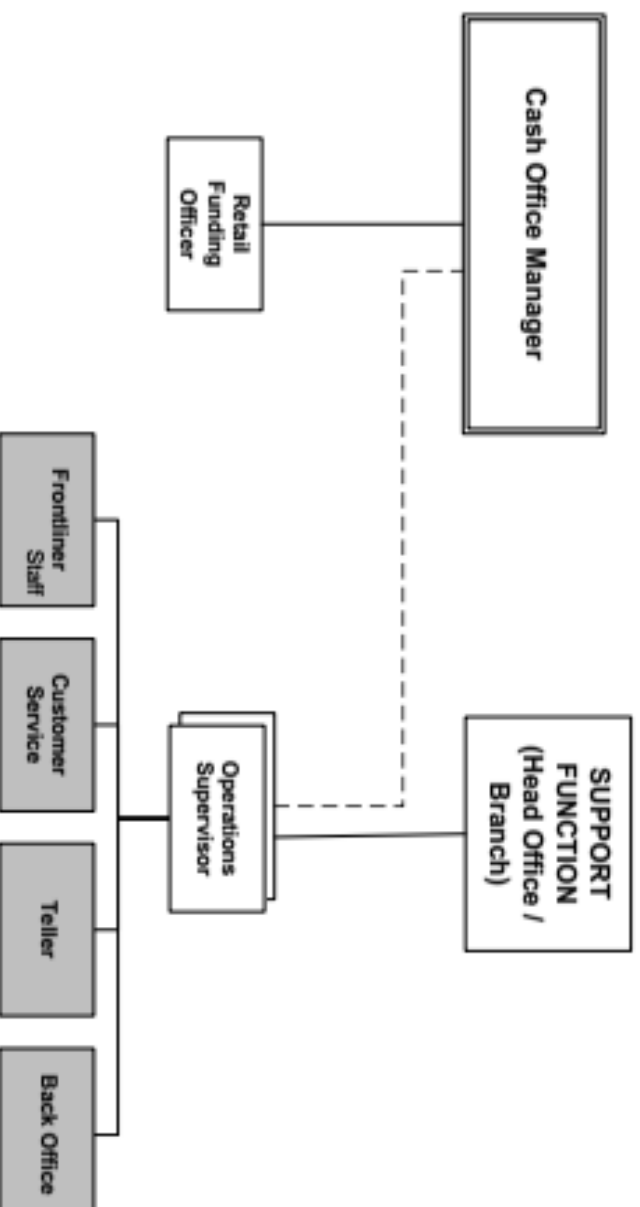 Cash Office Manager
SUPPORT
FUNCTION
(Head Office /
Branch)
Retail
Funding
Officer
Operations
Supervisor
Frontliner
Staff
Customer
Service
Teller
Back Office